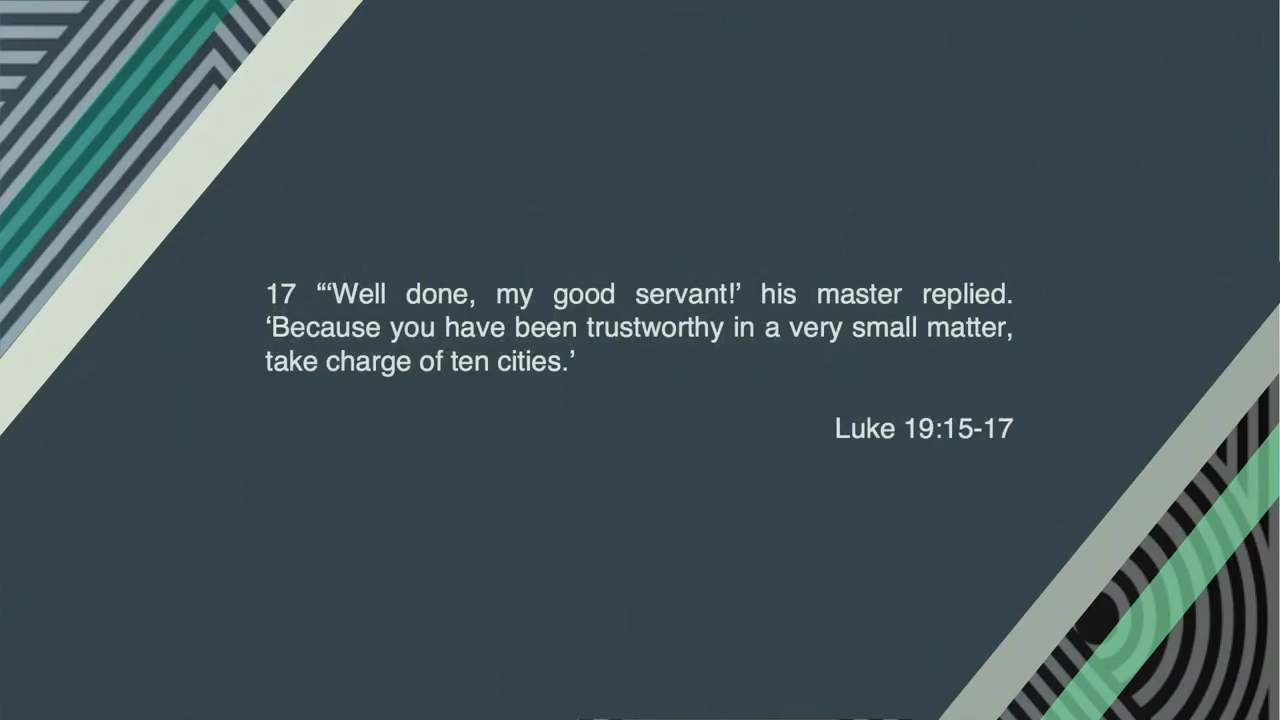 17 “‘Well done, my good servant!’ his master replied.
‘Because you have been trustworthy in a very small matter,
take charge of ten cities.’
Luke 19:15-17